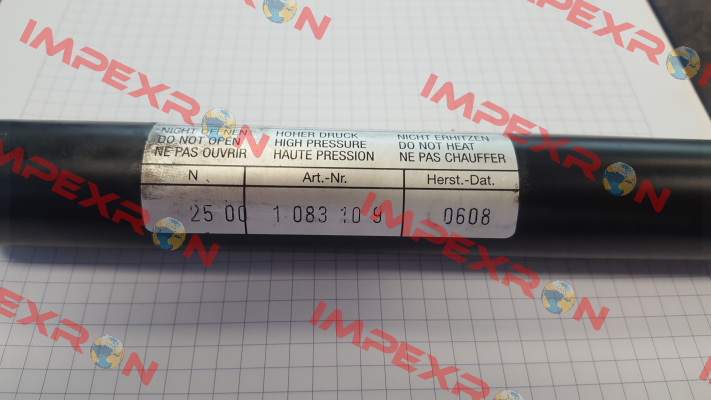 NICHT ÖFFNEN HOHER DRUCK NICHT ERHITZEN
DO NOT OPEN HIGH PRESSURE DO NOT HEAT
NE PAS OUVRIR HAUTE PRESSION NE PAS CHAUFFER
N Art.-Nr. Herst.-Dat.
25 00 1 083 10 9 0608
IMPEXRON
IMPEXRON
IMPEXRON
IMPEXRON
IMPEXRON
IMPEXRON
IMPEXRON